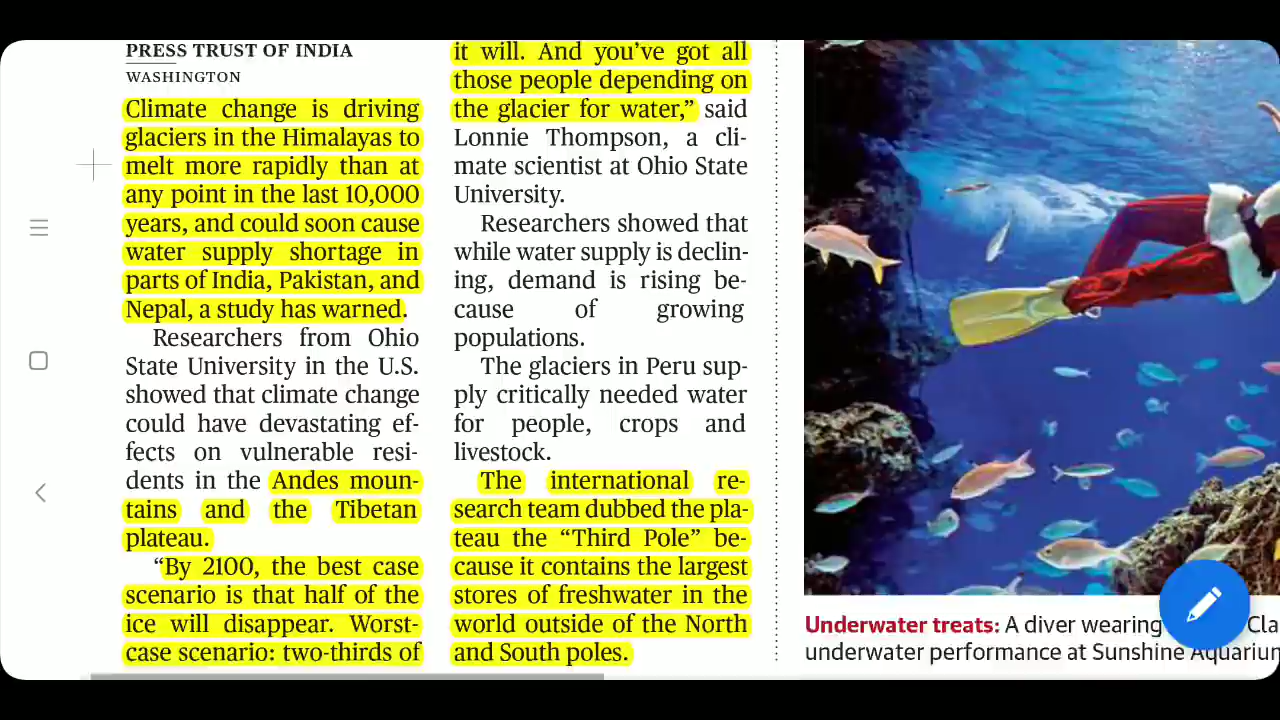 PRESS TRUST OF INDIA
WASHINGTON
Climate change is driving
glaciers in the Himalayas to
melt more rapidly than at
any point in the last 10,000
years, and could soon cause
water supply shortage in
parts of India, Pakistan, and
Nepal, a study has warned.
Researchers from Ohio
State University in the U.S.
showed that climate change
could have devastating ef-
fects on vulnerable resi-
dents in the Andes moun-
tains and the Tibetan
plateau.
“By 2100, the best case
scenario is that half of the
ice will disappear. Worst-
case scenario: two-thirds of
it will. And you’ve got all
those people depending on
the glacier for water,” said
Lonnie Thompson, a cli-
mate scientist at Ohio State
University.
Researchers showed that
while water supply is declin-
ing, demand is rising be-
cause of growing
populations.
The glaciers in Peru sup-
ply critically needed water
for people, crops and
livestock.
The international re-
search team dubbed the pla-
teau the “Third Pole” be-
cause it contains the largest
stores of freshwater in the
world outside of the North
and South poles.
Underwater treats: A diver wearing Cla
underwater performance at Sunshine Aquarium